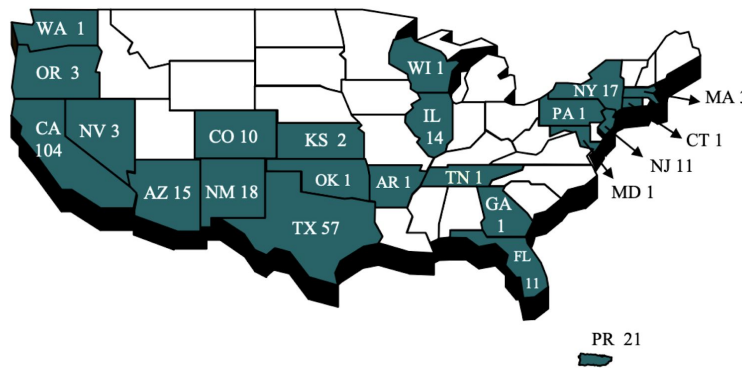 WA 1
OR 3
CA
104
NV 3
CO 10
KS 2
AZ 15
NM 18
OK 1
AR 1
TX 57
WI 1
IL
14
TN 1
GA
1
FL
11
NY 17
PA 1
MA
CT 1
NJ 11
MD 1
PR 21